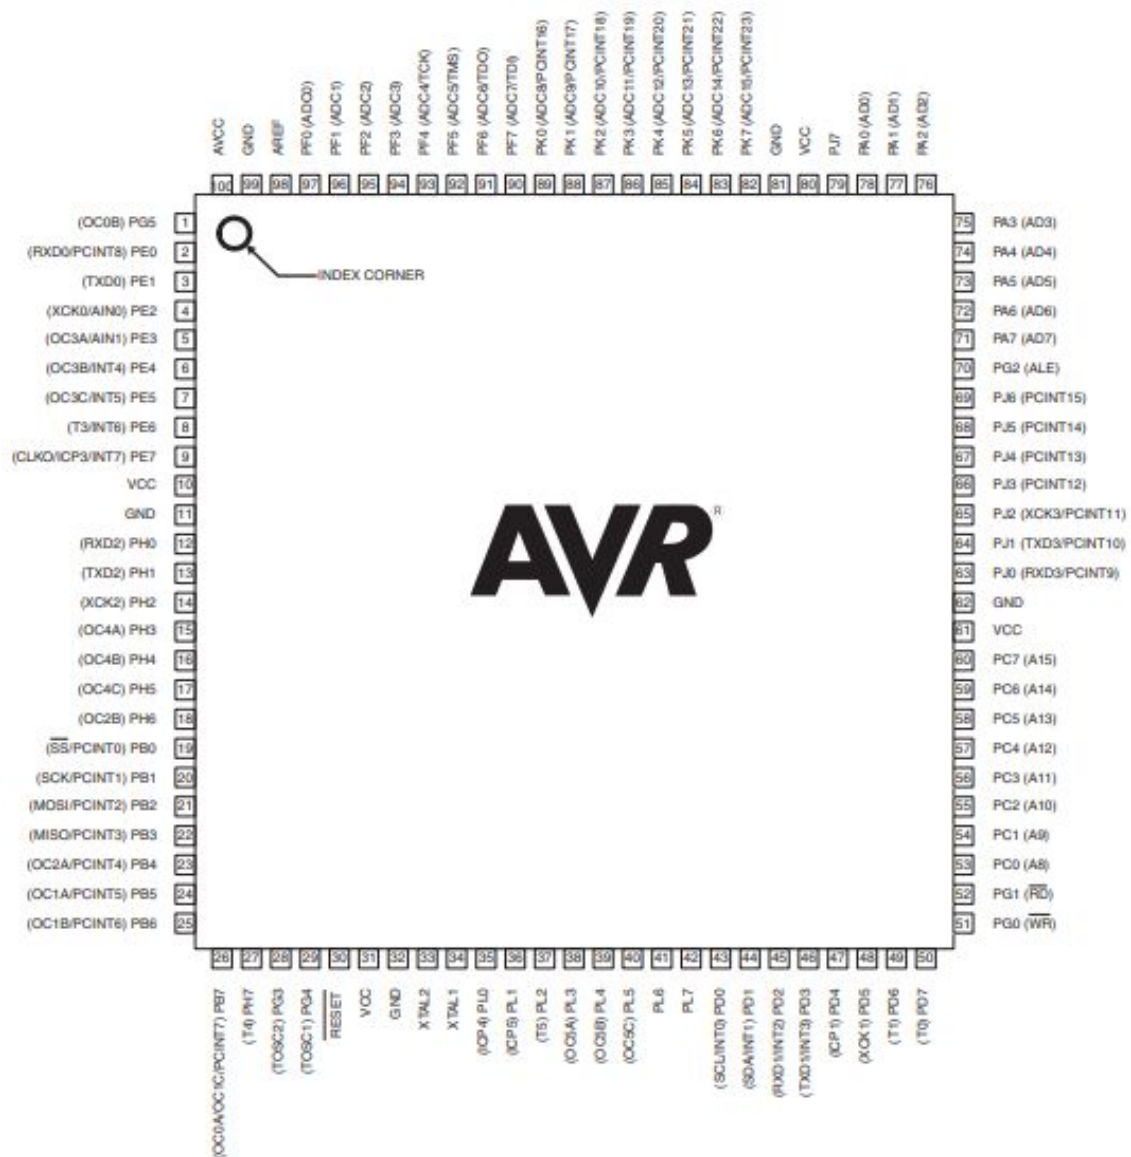 AVCC
GND
AREF
PF0 (ADC0)
PF1 (ADC1)
PF2 (ADC2)
PF3 (ADC3)
PF4 (ADC4/TCK)
PF5 (ADC5/TMS)
PF6 (ADC6/TDO)
PF7 (ADC7/TDI)
PK0 (ADC8/PCINT16)
PK1 (ADC9/PCINT17)
PK2 (ADC10/PCINT18)
PK3 (ADC11/PCINT19)
PK4 (ADC12/PCINT20)
PK5 (ADC13/PCINT21)
PK6 (ADC14/PCINT22)
PK7 (ADC15/PCINT23)
GND
VCC
PJ7
PA0 (AD0)
PA1 (AD1)
PA2 (AD2)
100 99 98 97 96 95 94 93 92 91 90 89 88 87 86 85 84 83 82 81 80 79 78 77 76
(OC0B) PG5 1
(RXD0/PCINT8) PE0 2
(TXD0) PE1 3
(XCK0/AIN0) PE2 4
(OC3A/AIN1) PE3 5
(OC3B/INT4) PE4 6
(OC3C/INT5) PE5 7
(T3/INT6) PE6 8
(CLKO/ICP3/INT7) PE7 9
VCC 10
GND 11
(RXD2) PH0 12
(TXD2) PH1 13
(XCK2) PH2 14
(OC4A) PH3 15
(OC4B) PH4 16
(OC4C) PH5 17
(OC2B) PH6 18
(SS/PCINT0) PB0 19
(SCK/PCINT1) PB1 20
(MOSI/PCINT2) PB2 21
(MISO/PCINT3) PB3 22
(OC2A/PCINT4) PB4 23
(OC1A/PCINT5) PB5 24
(OC1B/PCINT6) PB6 25
INDEX CORNER
AVR®
75 PA3 (AD3)
74 PA4 (AD4)
73 PA5 (AD5)
72 PA6 (AD6)
71 PA7 (AD7)
70 PG2 (ALE)
69 PJ6 (PCINT15)
68 PJ5 (PCINT14)
67 PJ4 (PCINT13)
66 PJ3 (PCINT12)
65 PJ2 (XCK3/PCINT11)
64 PJ1 (TXD3/PCINT10)
63 PJ0 (RXD3/PCINT9)
62 GND
61 VCC
60 PC7 (A15)
59 PC6 (A14)
58 PC5 (A13)
57 PC4 (A12)
56 PC3 (A11)
55 PC2 (A10)
54 PC1 (A9)
53 PC0 (A8)
52 PG1 (RD)
51 PG0 (WR)
26 27 28 29 30 31 32 33 34 35 36 37 38 39 40 41 42 43 44 45 46 47 48 49 50
(OC0A/OC1C/PCINT7) PB7
(T4) PH7
(TOSC2) PG3
(TOSC1) PG4
RESET
VCC
GND
XTAL2
XTAL1
(ICP4) PL0
(ICP5) PL1
(T5) PL2
(OC5A) PL3
(OC5B) PL4
(OC5C) PL5
PL6
PL7
(SCL/INT0) PD0
(SDA/INT1) PD1
(RXD1/INT2) PD2
(TXD1/INT3) PD3
(ICP1) PD4
(XCK1) PD5
(T1) PD6
(T0) PD7